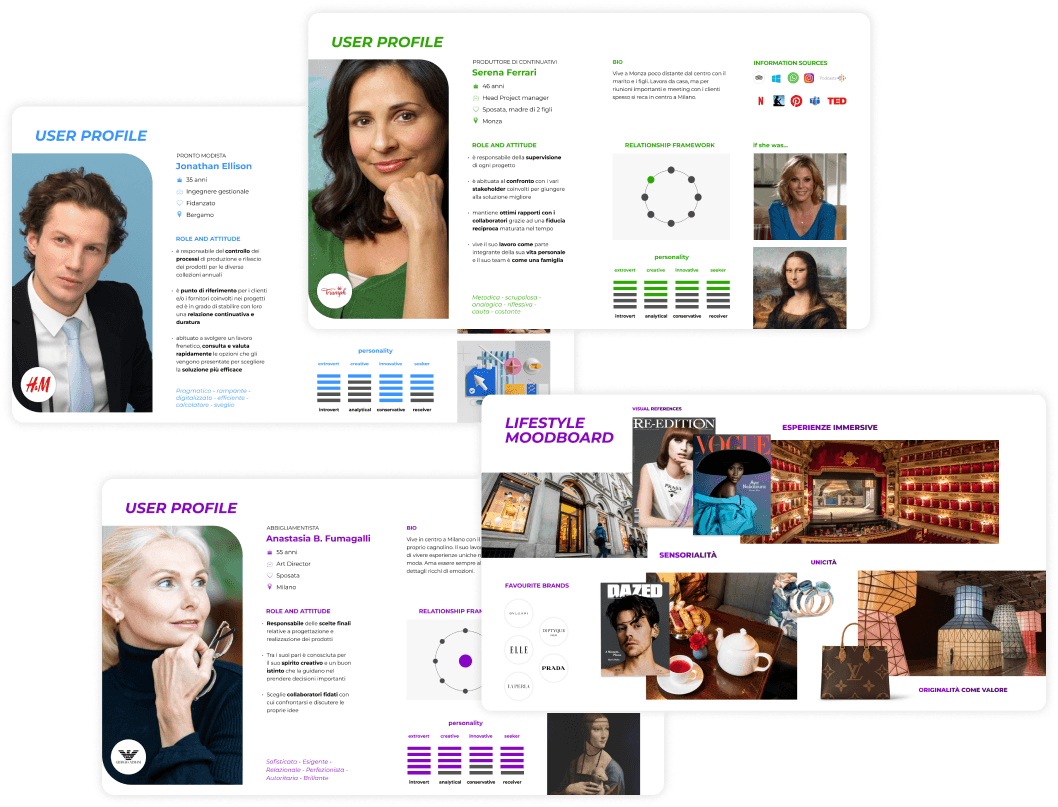 USER PROFILE
PRODUTTORE DI CONTINUATIVI
Serena Ferrari
46 anni
Head Project manager
Sposata, madre di 2 figli
Monza
ROLE AND ATTITUDE
• è responsabile della supervisione
di ogni progetto
• è abituata al confronto con i vari
stakeholder coinvolti per giungere
alla soluzione migliore
• mantiene ottimi rapporti con i
collaboratori grazie ad una fiducia
reciproca maturata nel tempo
• vive il suo lavoro come parte
integrante della sua vita personale
e il suo team è come una famiglia
Metodica - scrupolosa -
analogica - riflessiva -
cauta - costante
Triumph
BIO
Vive a Monza poco distante dal centro con il
marito e i figli. Lavora da casa, ma per
riunioni importanti e meeting con i clienti
spesso si reca in centro a Milano.
INFORMATION SOURCES
N
TED
RELATIONSHIP FRAMEWORK
if she was...
personality
extrovert creative innovative seeker
introvert analytical conservative receiver
USER PROFILE
PRONTO MODISTA
Jonathan Ellison
35 anni
Ingegnere gestionale
Fidanzato
Bergamo
ROLE AND ATTITUDE
• è responsabile del controllo dei
processi di produzione e rilascio
dei prodotti per le diverse
collezioni annuali
• è punto di riferimento per i clienti
e/o i fornitori coinvolti nei progetti
ed è in grado di stabilire con loro
una relazione continuativa e
duratura
• abituato a svolgere un lavoro
frenetico, consulta e valuta
rapidamente le opzioni che gli
vengono presentate per scegliere
la soluzione più efficace
Pragmatico - rampante -
digitalizzato - efficiente -
calcolatore - sveglio
H&M
personality
extrovert creative innovative seeker
introvert analytical conservative receiver
LIFESTYLE
MOODBOARD
VISUAL REFERENCES
RE-EDITION
PRADA
VOGUE
ESPERIENZE IMMERSIVE
SENSORIALITÀ
UNICITÀ
FAVOURITE BRANDS
BVLGARI
DIPTYQUE
ELLE
PRADA
LA PERLA
DAZED
ORIGINALITÀ COME VALORE
USER PROFILE
ABBIGLIAMENTISTA
Anastasia B. Fumagalli
55 anni
Art Director
Sposata
Milano
ROLE AND ATTITUDE
• Responsabile delle scelte finali
relative a progettazione e
realizzazione dei prodotti
• Tra i suoi pari è conosciuta per
il suo spirito creativo e un buon
istinto che la guidano nel
prendere decisioni importanti
• Sceglie collaboratori fidati con
cui confrontarsi e discutere le
proprie idee
Sofisticata - Esigente -
Relazionale - Perfezionista -
Autoritaria - Brillante
GIORGIO ARMANI
BIO
Vive in centro a Milano con il
proprio cagnolino. Il suo lavo
di vivere esperienze uniche n
moda. Ama essere sempre al
dettagli ricchi di emozioni.
RELATIONSHIP FRAM
personality
extrovert creative innovative seeker
introvert analytical conservative receiver